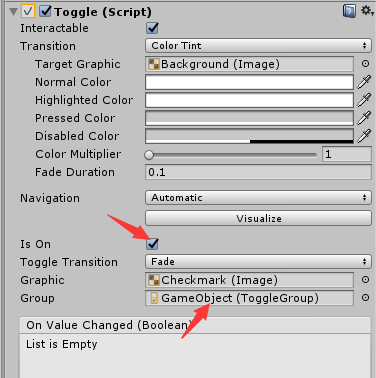 Toggle (Script)
Interactable
Transition Color Tint
Target Graphic Background (Image)
Normal Color
Highlighted Color
Pressed Color
Disabled Color
Color Multiplier 1
Fade Duration 0.1
Navigation Automatic
Visualize
Is On
Toggle Transition Fade
Graphic Checkmark (Image)
Group GameObject (ToggleGroup)
On Value Changed (Boolean)
List is Empty